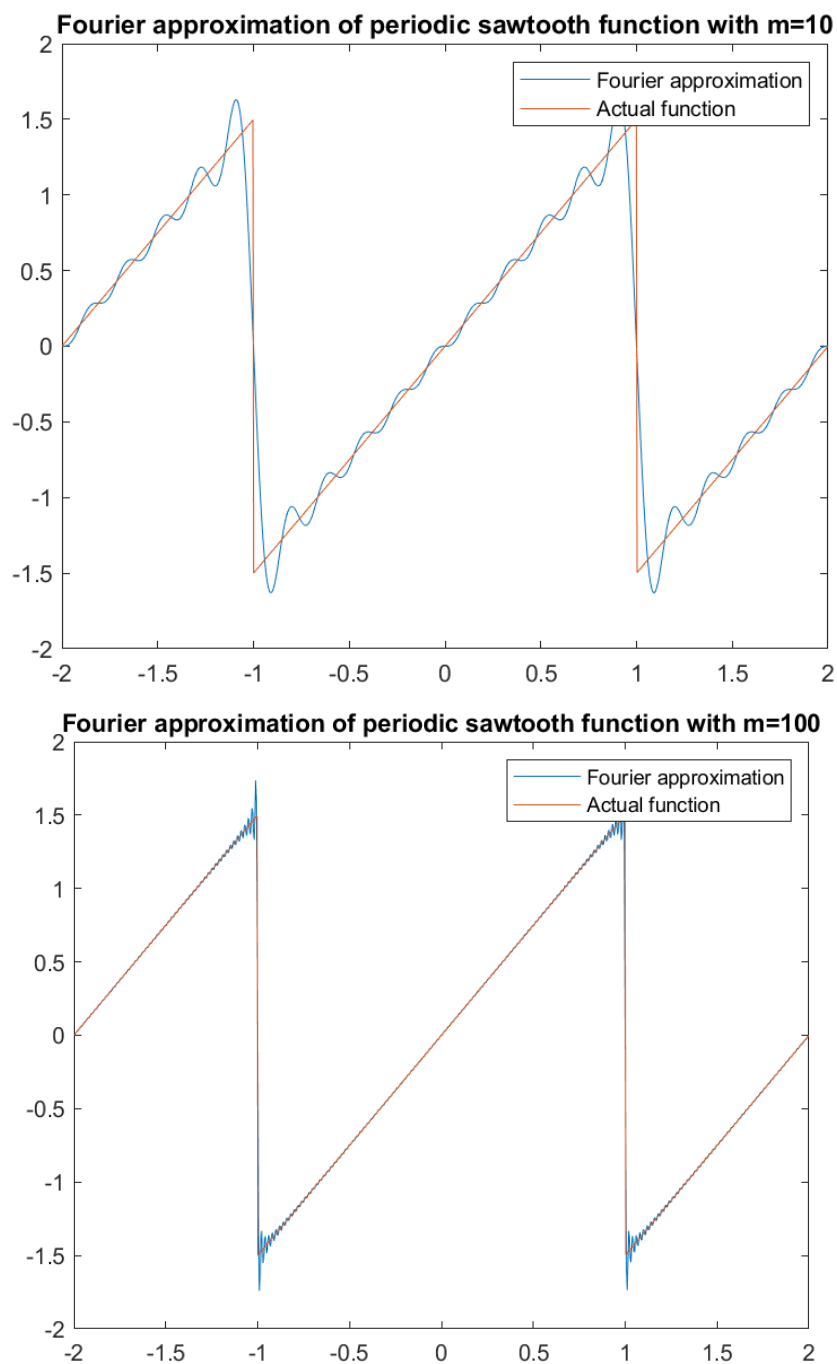 Fourier approximation of periodic sawtooth function with m=10
2
Fourier approximation
Actual function
1.5
1
0.5
0
-0.5
-1
-1.5
-2
-2 -1.5 -1 -0.5 0 0.5 1 1.5 2
Fourier approximation of periodic sawtooth function with m=100
2
Fourier approximation
Actual function
1.5
1
0.5
0
-0.5
-1
-1.5
-2
-2 -1.5 -1 -0.5 0 0.5 1 1.5 2